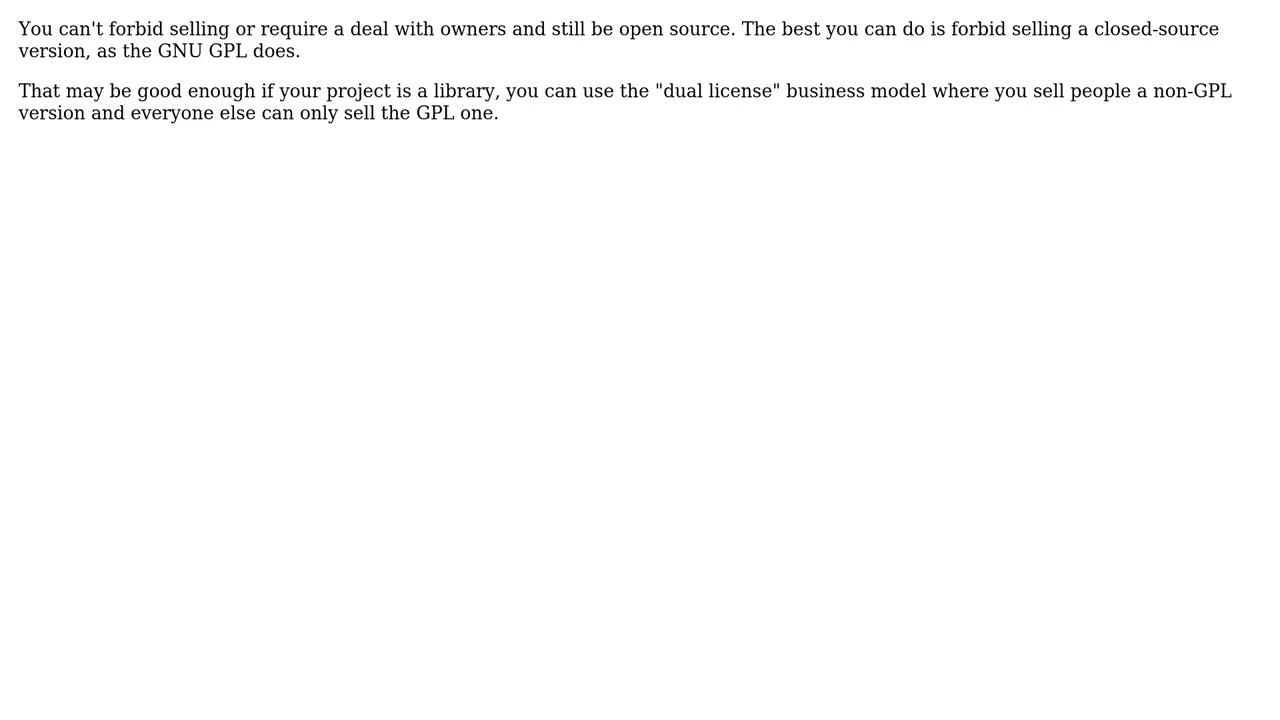 You can't forbid selling or require a deal with owners and still be open source. The best you can do is forbid selling a closed-source
version, as the GNU GPL does.
That may be good enough if your project is a library, you can use the "dual license" business model where you sell people a non-GPL
version and everyone else can only sell the GPL one.